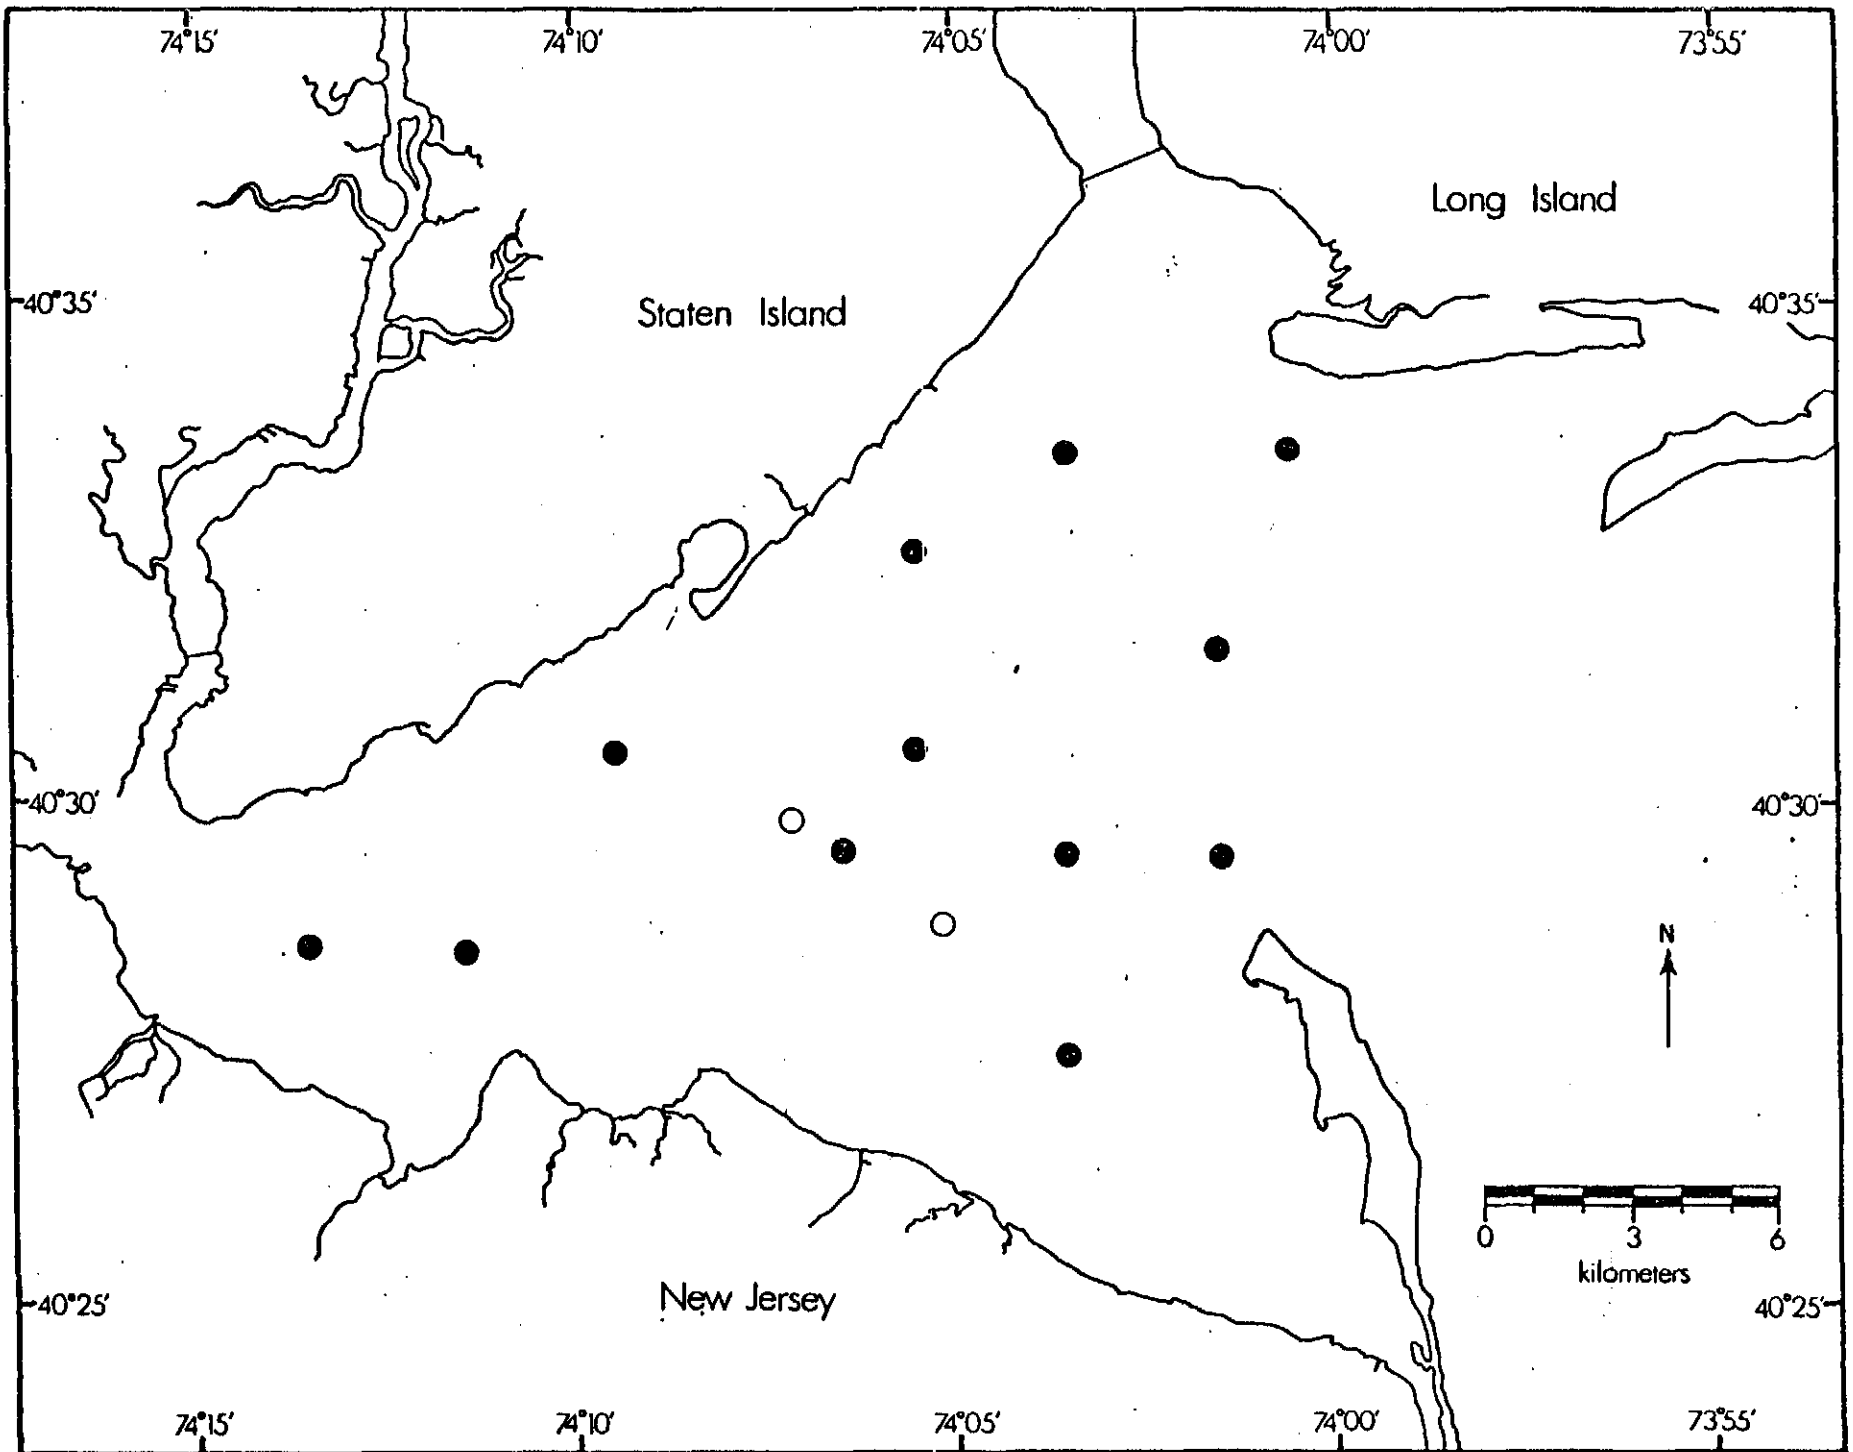 74°15' 74°10' 74°05' 74°00' 73°55'
Long Island
Staten Island
40°35' 40°35'
40°30' 40°30'
N
0 3 6
kilometers
New Jersey
40°25' 40°25'
74°15' 74°10' 74°05' 74°00' 73°55'